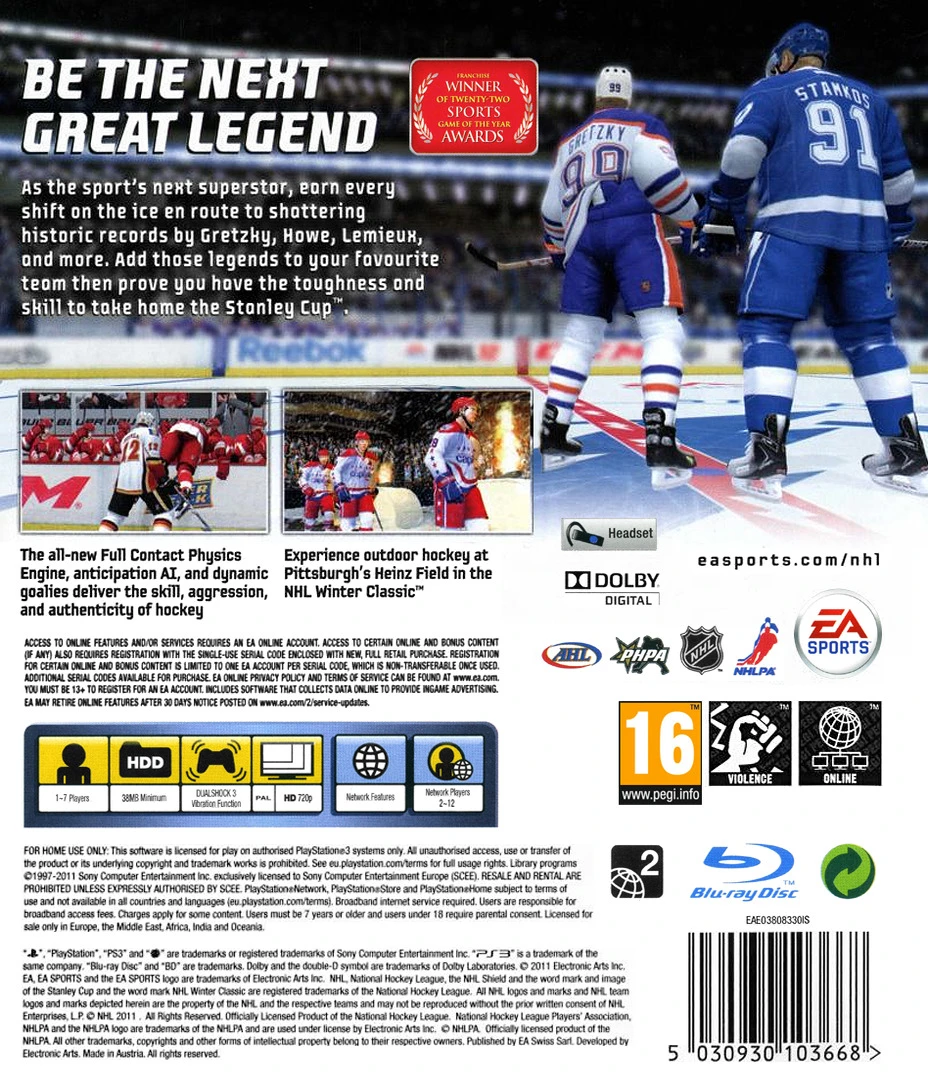 BE THE NEXT
GREAT LEGEND
FRANCHISE
WINNER
OF TWENTY-TWO
SPORTS
GAME OF THE YEAR
AWARDS
99
GRETZKY
99
STAMKOS
91
As the sport's next superstar, earn every
shift on the ice en route to shattering
historic records by Gretzky, Howe, Lemieux,
and more. Add those legends to your favourite
team then prove you have the toughness and
skill to take home the Stanley Cup™.
Reebok
NHL 12
The all-new Full Contact Physics
Engine, anticipation AI, and dynamic
goalies deliver the skill, aggression,
and authenticity of hockey
Experience outdoor hockey at
Pittsburgh's Heinz Field in the
NHL Winter Classic™
Headset
DOLBY
DIGITAL
easports.com/nhl
AHL
PHPA
NHL
NHLPA
EA
SPORTS™
ACCESS TO ONLINE FEATURES AND/OR SERVICES REQUIRES AN EA ONLINE ACCOUNT. ACCESS TO CERTAIN ONLINE AND BONUS CONTENT
(IF ANY) ALSO REQUIRES REGISTRATION WITH THE SINGLE-USE SERIAL CODE ENCLOSED WITH NEW, FULL RETAIL PURCHASE. REGISTRATION
FOR CERTAIN ONLINE AND BONUS CONTENT IS LIMITED TO ONE EA ACCOUNT PER SERIAL CODE, WHICH IS NON-TRANSFERABLE ONCE USED.
ADDITIONAL SERIAL CODES AVAILABLE FOR PURCHASE. EA ONLINE PRIVACY POLICY AND TERMS OF SERVICE CAN BE FOUND AT www.ea.com.
YOU MUST BE 13+ TO REGISTER FOR AN EA ACCOUNT. INCLUDES SOFTWARE THAT COLLECTS DATA ONLINE TO PROVIDE INGAME ADVERTISING.
EA MAY RETIRE ONLINE FEATURES AFTER 30 DAYS NOTICE POSTED ON www.ea.com/2/service-updates.
HDD
1-7 Players
38MB Minimum
DUALSHOCK 3
Vibration Function
PAL
HD 720p
Network Features
Network Players
2-12
16
www.pegi.info
VIOLENCE
ONLINE
FOR HOME USE ONLY: This software is licensed for play on authorised PlayStation®3 systems only. All unauthorised access, use or transfer of
the product or its underlying copyright and trademark works is prohibited. See eu.playstation.com/terms for full usage rights. Library programs
©1997-2011 Sony Computer Entertainment Inc. exclusively licensed to Sony Computer Entertainment Europe (SCEE). RESALE AND RENTAL ARE
PROHIBITED UNLESS EXPRESSLY AUTHORISED BY SCEE. PlayStation®Network, PlayStation®Store and PlayStation®Home subject to terms of
use and not available in all countries and languages (eu.playstation.com/terms). Broadband internet service required. Users are responsible for
broadband access fees. Charges apply for some content. Users must be 7 years or older and users under 18 require parental consent. Licensed for
sale only in Europe, the Middle East, Africa, India and Oceania.
2
Blu-ray Disc™
EAE03808330IS
"", "PlayStation", "PS3" and "" are trademarks or registered trademarks of Sony Computer Entertainment Inc. "PS3" is a trademark of the
same company. "Blu-ray Disc" and "BD" are trademarks. Dolby and the double-D symbol are trademarks of Dolby Laboratories. © 2011 Electronic Arts Inc.
EA, EA SPORTS and the EA SPORTS logo are trademarks of Electronic Arts Inc. NHL, National Hockey League, the NHL Shield and the word mark and image
of the Stanley Cup and the word mark NHL Winter Classic are registered trademarks of the National Hockey League. All NHL logos and marks and NHL team
logos and marks depicted herein are the property of the NHL and the respective teams and may not be reproduced without the prior written consent of NHL
Enterprises, L.P. © NHL 2011 . All Rights Reserved. Officially Licensed Product of the National Hockey League. National Hockey League Players' Association,
NHLPA and the NHLPA logo are trademarks of the NHLPA and are used under license by Electronic Arts Inc. © NHLPA. Officially licensed product of the
NHLPA. All other trademarks, copyrights and other forms of intellectual property belong to their respective owners. Published by EA Swiss Sarl. Developed by
Electronic Arts. Made in Austria. All rights reserved.
5 030930 103668 >